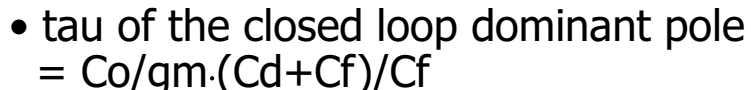 • tau of the closed loop dominant pole
= Co/gm·(Cd+Cf)/Cf